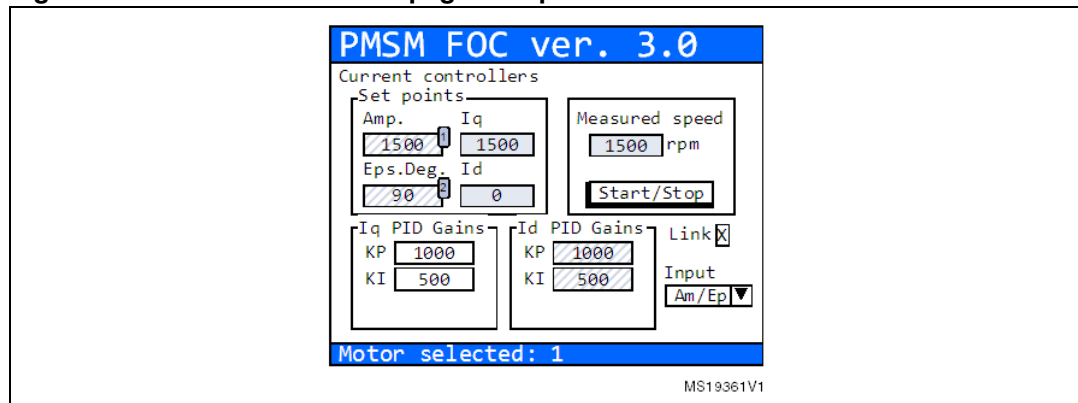 PMSM FOC ver. 3.0
Current controllers
Set points
Amp. Iq
1500 1 1500
Eps.Deg. Id
90 2 0
Measured speed
1500 rpm
Start/Stop
Iq PID Gains
KP 1000
KI 500
Id PID Gains
KP 1000
KI 500
Link X
Input
Am/Ep ▼
Motor selected: 1
MS19361V1